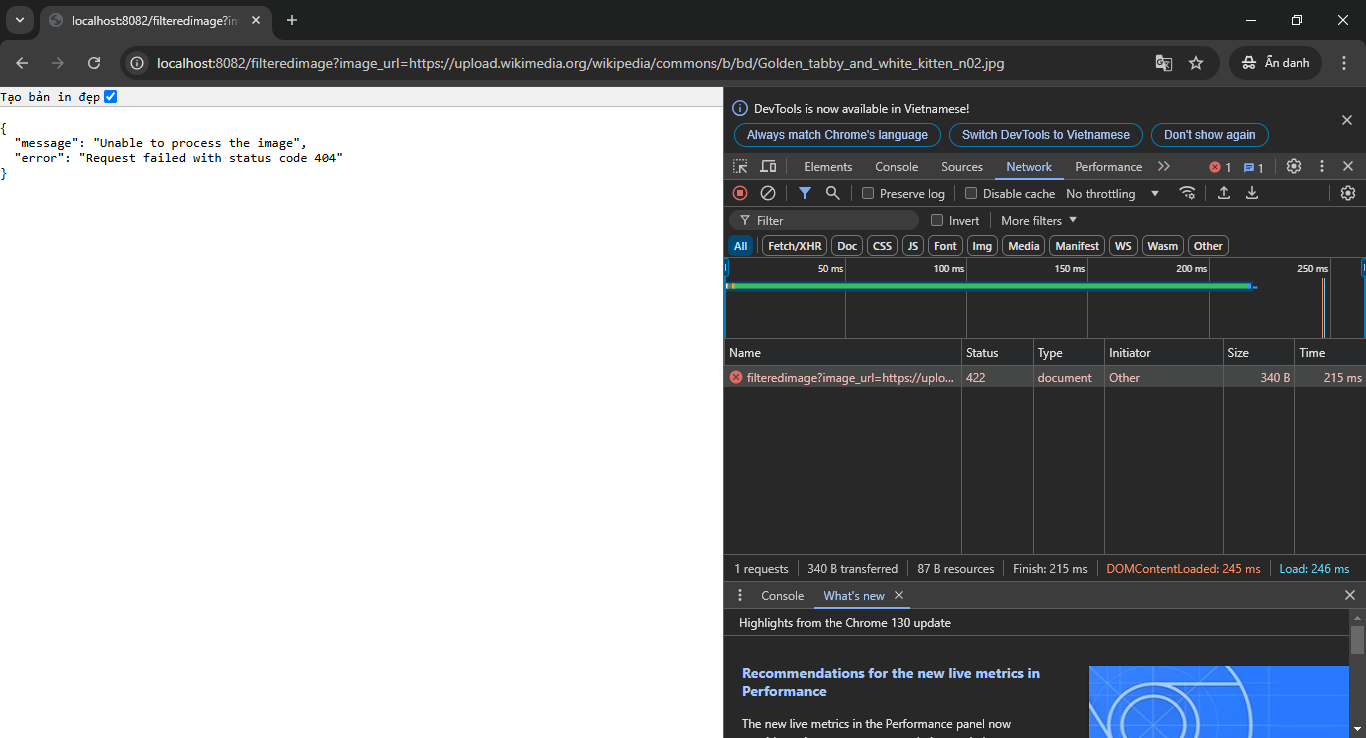 localhost:8082/filteredimage?im
localhost:8082/filteredimage?image_url=https://upload.wikimedia.org/wikipedia/commons/b/bd/Golden_tabby_and_white_kitten_n02.jpg
Ẩn danh
Tạo bản in đẹp
{
"message": "Unable to process the image",
"error": "Request failed with status code 404"
}
DevTools is now available in Vietnamese!
Always match Chrome's language Switch DevTools to Vietnamese Don't show again
Elements Console Sources Network Performance 1 1
Preserve log Disable cache No throttling
Filter Invert More filters
All Fetch/XHR Doc CSS JS Font Img Media Manifest WS Wasm Other
50 ms 100 ms 150 ms 200 ms 250 ms
Name Status Type Initiator Size Time
filteredimage?image_url=https://uplo... 422 document Other 340 B 215 ms
1 requests 340 B transferred 87 B resources Finish: 215 ms DOMContentLoaded: 245 ms Load: 246 ms
Console What's new
Highlights from the Chrome 130 update
Recommendations for the new live metrics in
Performance
The new live metrics in the Performance panel now